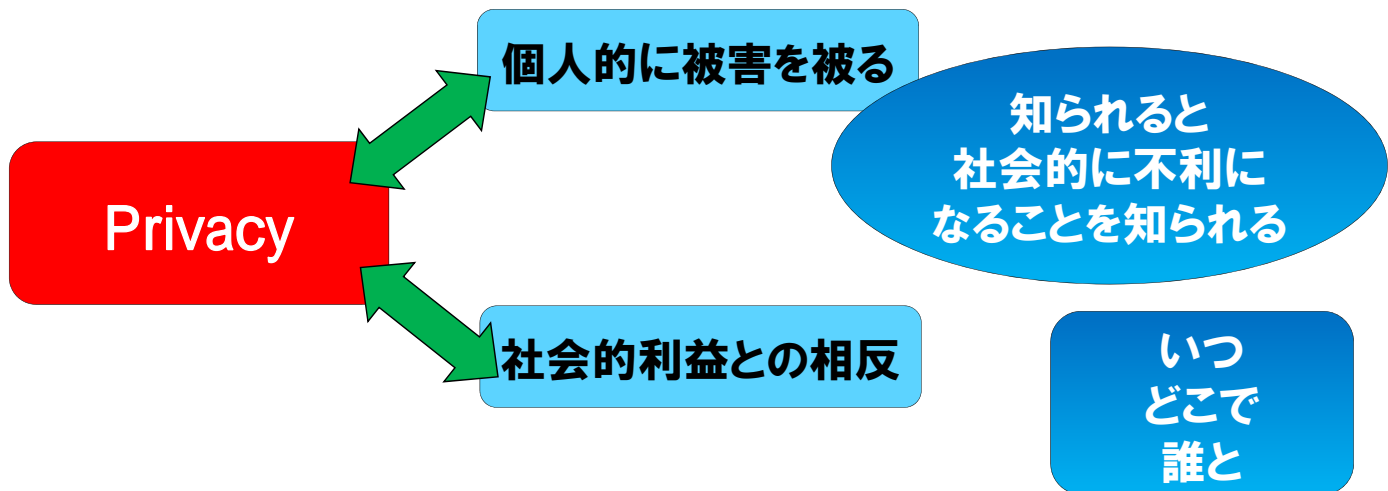 Privacy
個人的に被害を被る
知られると
社会的に不利に
なることを知られる
社会的利益との相反
いつ
どこで
誰と